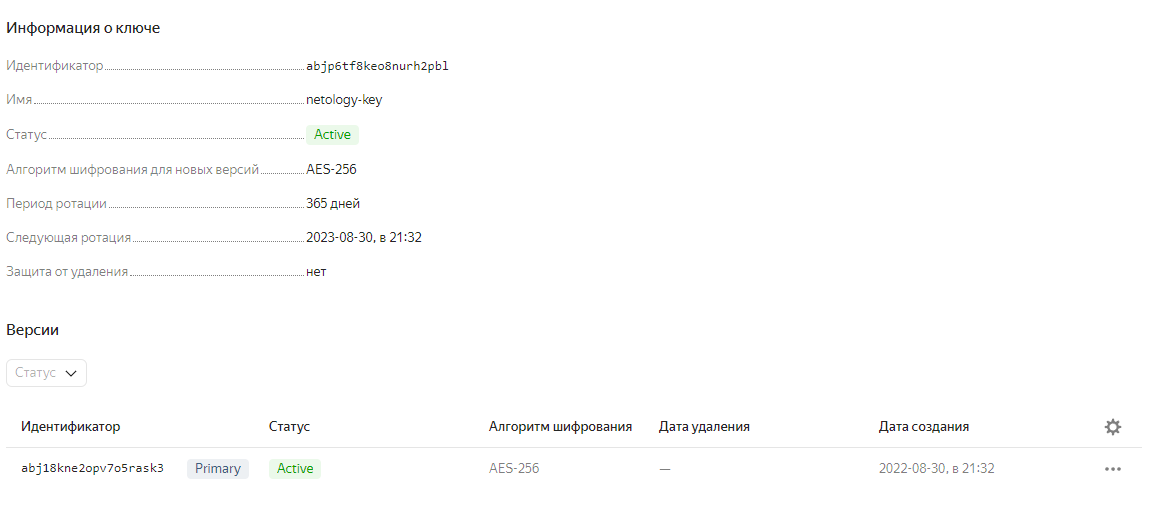 Информация о ключе
Идентификатор abjp6tf8keo8nurh2pbl
Имя netology-key
Статус Active
Алгоритм шифрования для новых версий AES-256
Период ротации 365 дней
Следующая ротация 2023-08-30, в 21:32
Защита от удаления нет
Версии
Статус
Идентификатор Статус Алгоритм шифрования Дата удаления Дата создания
abj18kne2opv7o5rask3 Primary Active AES-256 — 2022-08-30, в 21:32